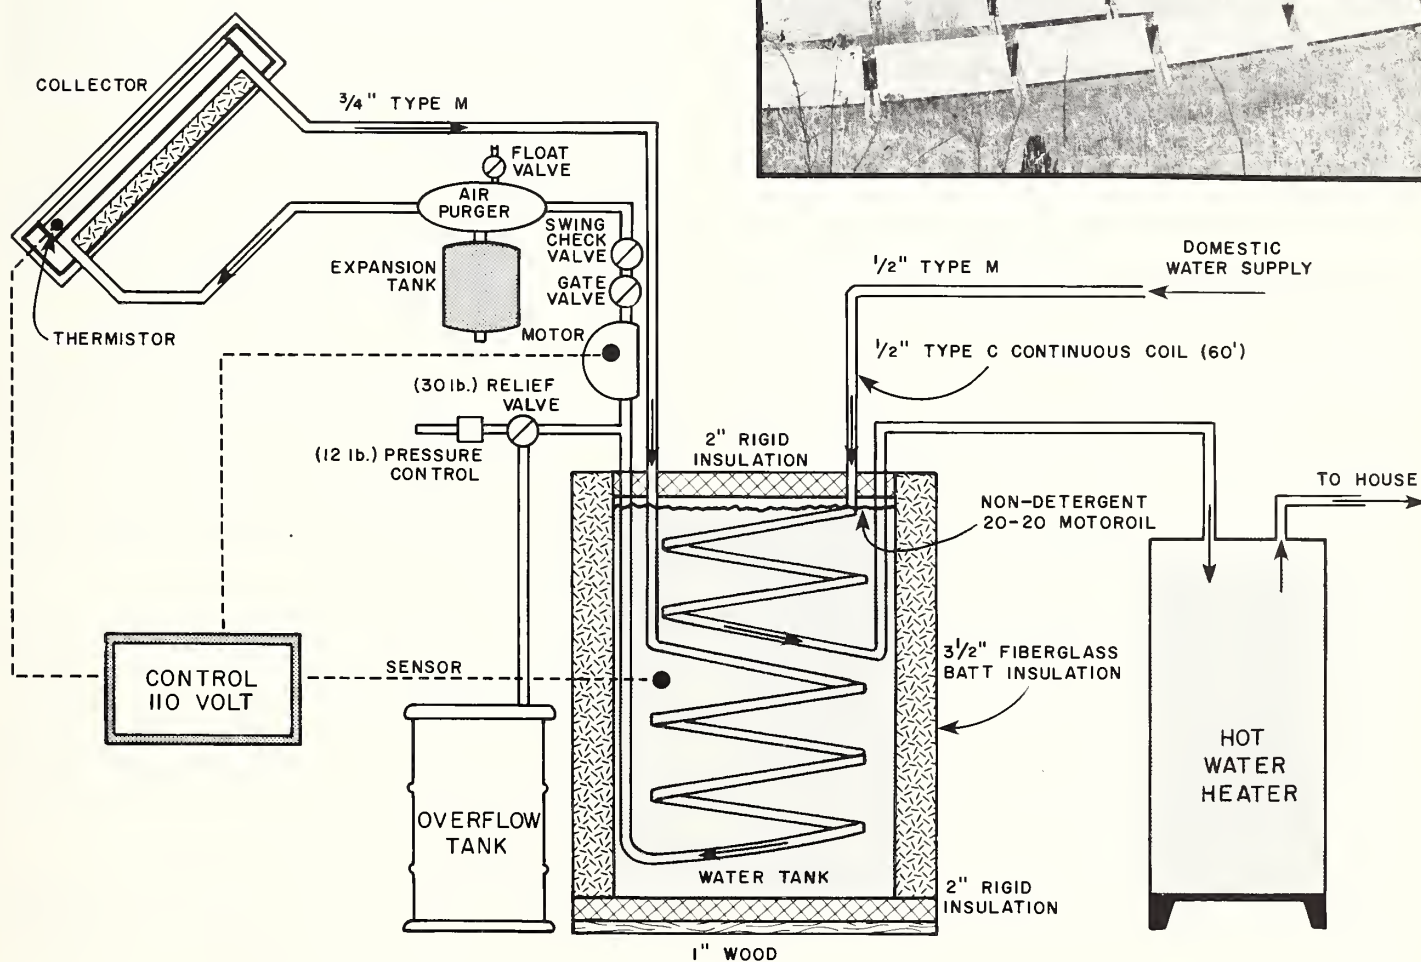 COLLECTOR
3/4" TYPE M
FLOAT
VALVE
AIR
PURGER
SWING
CHECK
VALVE
EXPANSION
TANK
GATE
VALVE
MOTOR
THERMISTOR
DOMESTIC
WATER SUPPLY
1/2" TYPE M
1/2" TYPE C CONTINUOUS COIL (60')
(30 lb.) RELIEF
VALVE
(12 lb.) PRESSURE
CONTROL
2" RIGID
INSULATION
NON-DETERGENT
20-20 MOTOROIL
TO HOUSE
SENSOR
CONTROL
110 VOLT
3 1/2" FIBERGLASS
BATT INSULATION
HOT
WATER
HEATER
OVERFLOW
TANK
WATER TANK
2" RIGID
INSULATION
1" WOOD